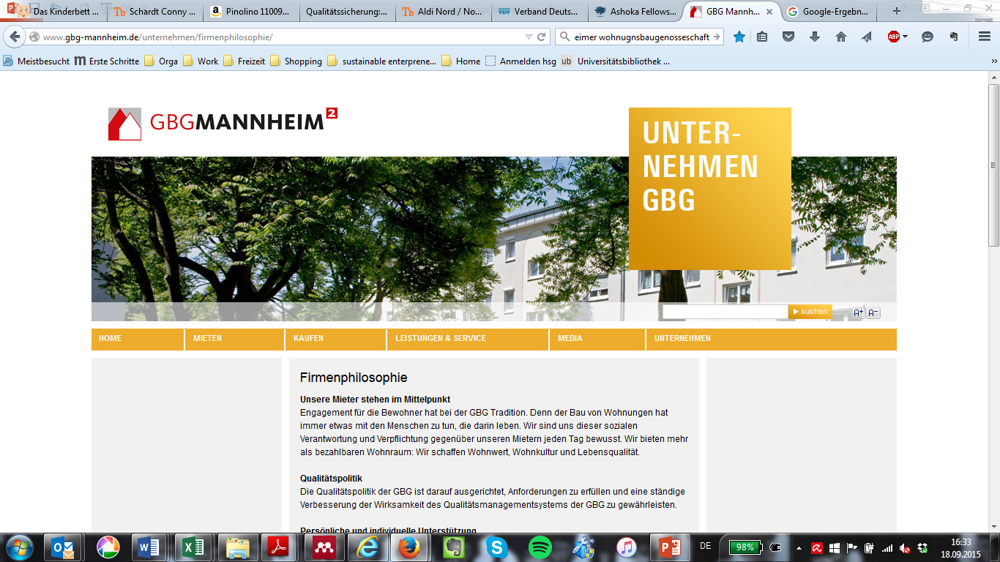 Das Kinderbett ...
Schardt Conny ...
Pinolino 11009...
Qualitätssicherung:...
Aldi Nord / No...
Verband Deuts...
Ashoka Fellows...
GBG Mannh...
Google-Ergebn...
www.gbg-mannheim.de/unternehmen/firmenphilosophie/
eimer wohnugnsbaugenosseschaft
ABP
Meistbesucht
Erste Schritte
Orga
Work
Freizeit
Shopping
sustainable enterprene...
Home
Anmelden hsg
ub
Universitätsbibliothek ...
GBGMANNHEIM2
UNTER-
NEHMEN
GBG
suchen
A+
A-
HOME
MIETEN
KAUFEN
LEISTUNGEN & SERVICE
MEDIA
UNTERNEHMEN
Firmenphilosophie
Unsere Mieter stehen im Mittelpunkt
Engagement für die Bewohner hat bei der GBG Tradition. Denn der Bau von Wohnungen hat
immer etwas mit den Menschen zu tun, die darin leben. Wir sind uns dieser sozialen
Verantwortung und Verpflichtung gegenüber unseren Mietern jeden Tag bewusst. Wir bieten mehr
als bezahlbaren Wohnraum: Wir schaffen Wohnwert, Wohnkultur und Lebensqualität.
Qualitätspolitik
Die Qualitätspolitik der GBG ist darauf ausgerichtet, Anforderungen zu erfüllen und eine ständige
Verbesserung der Wirksamkeit des Qualitätsmanagementsystems der GBG zu gewährleisten.
Persönliche und individuelle Unterstützung
DE
98%
16:33
18.09.2015